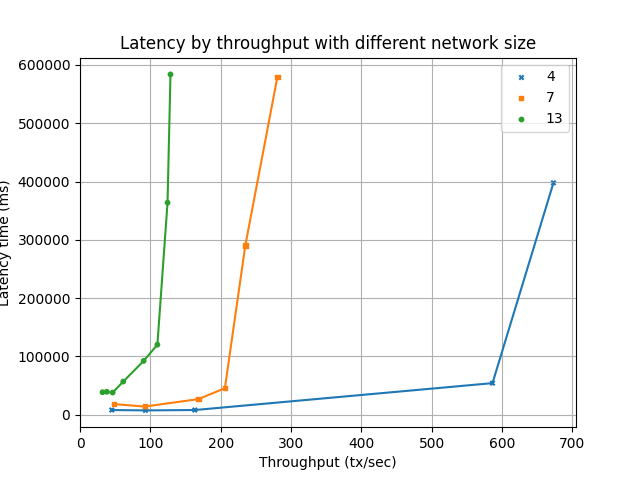 Latency by throughput with different network size
600000
500000
400000
300000
200000
100000
0
Latency time (ms)
0 100 200 300 400 500 600 700
Throughput (tx/sec)
4
7
13